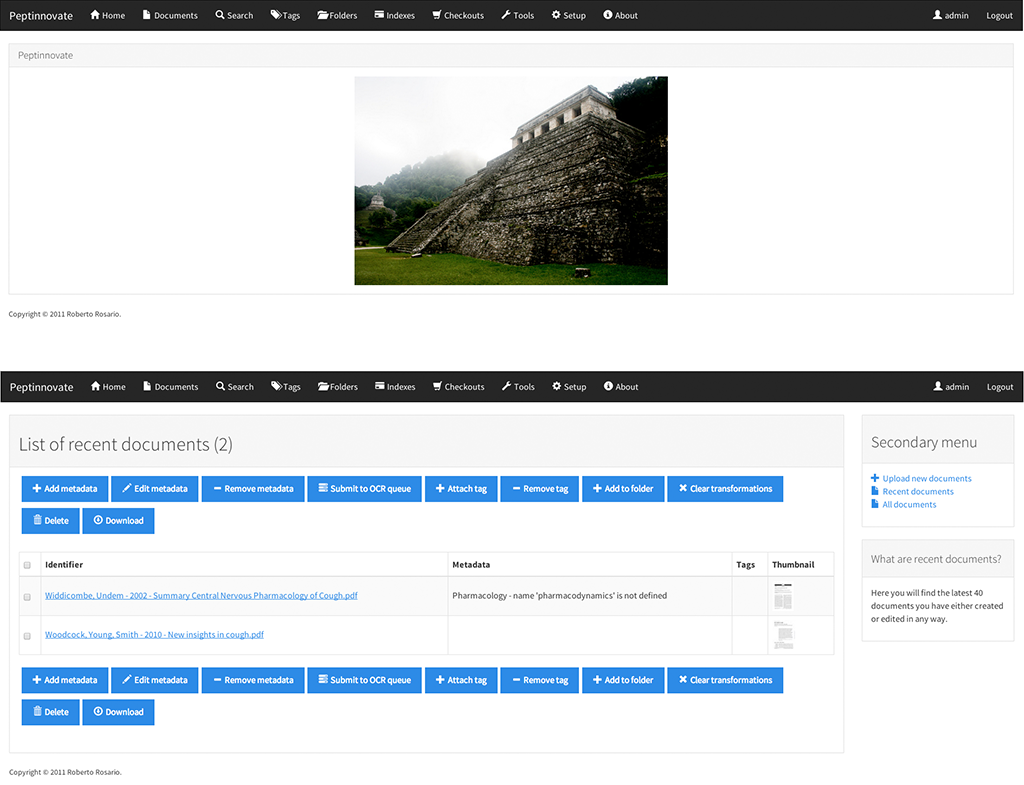 Peptinnovate Home Documents Search Tags Folders Indexes Checkouts Tools Setup About admin Logout
Peptinnovate
Copyright © 2011 Roberto Rosario.
Peptinnovate Home Documents Search Tags Folders Indexes Checkouts Tools Setup About admin Logout
List of recent documents (2)
Add metadata Edit metadata Remove metadata Submit to OCR queue Attach tag Remove tag Add to folder Clear transformations
Delete Download
Identifier Metadata Tags Thumbnail
Widdicombe, Undem - 2002 - Summary Central Nervous Pharmacology of Cough.pdf Pharmacology - name 'pharmacodynamics' is not defined
Woodcock, Young, Smith - 2010 - New insights in cough.pdf
Add metadata Edit metadata Remove metadata Submit to OCR queue Attach tag Remove tag Add to folder Clear transformations
Delete Download
Secondary menu
Upload new documents
Recent documents
All documents
What are recent documents?
Here you will find the latest 40
documents you have either created
or edited in any way.
Copyright © 2011 Roberto Rosario.